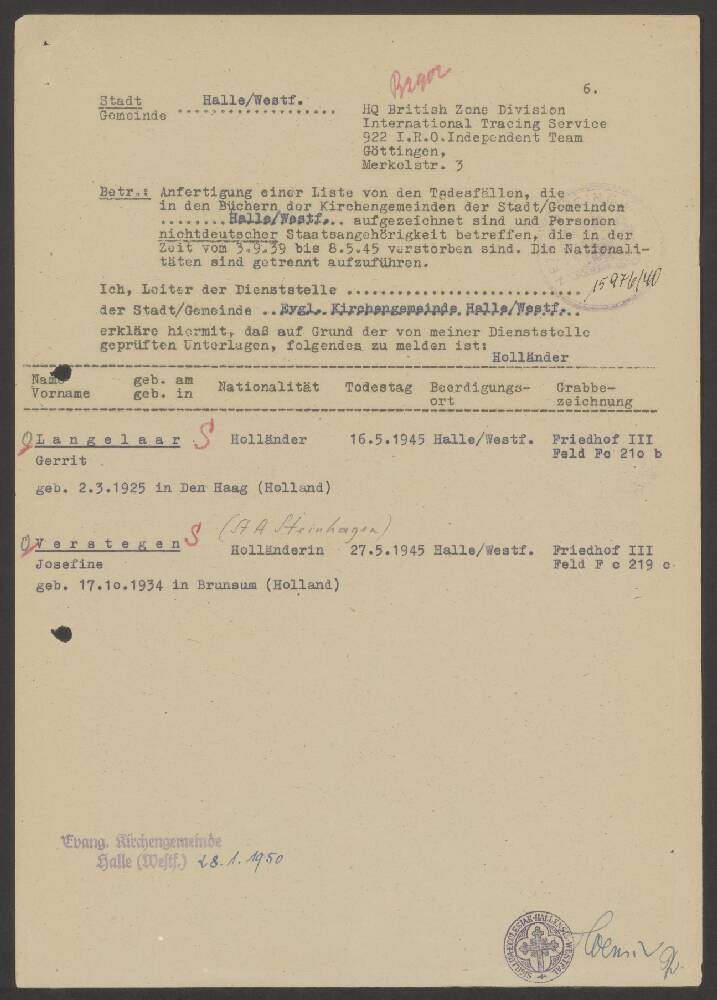 6.
Stadt Halle/Westf.
Gemeinde ..................
HQ British Zone Division
International Tracing Service
922 I.R.O.Independent Team
Göttingen,
Merkelstr. 3
Betr.: Anfertigung einer Liste von den Todesfällen, die
in den Büchern der Kirchengemeinden der Stadt/Gemeinden
........Halle/Westf... aufgezeichnet sind und Personen
nichtdeutscher Staatsangehörigkeit betreffen, die in der
Zeit vom 3.9.39 bis 8.5.45 verstorben sind. Die Nationali-
täten sind getrennt aufzuführen.
15976/40
Ich, Leiter der Dienststelle ..............................
der Stadt/Gemeinde ..Evgl. Kirchengemeinde Halle/Westf...
erkläre hiermit, daß auf Grund der von meiner Dienststelle
geprüften Unterlagen, folgendes zu melden ist:
Holländer
Name geb. am Nationalität Todestag Beerdigungs- Grabbe-
Vorname geb. in ort zeichnung
Langelaar S Holländer 16.5.1945 Halle/Westf. Friedhof III
Gerrit Feld Fc 21o b
geb. 2.3.1925 in Den Haag (Holland)
(StA Steinhagen)
Verstegen S Holländerin 27.5.1945 Halle/Westf. Friedhof III
Josefine Feld F c 219 c
geb. 17.1o.1934 in Brunsum (Holland)
Evang. Kirchengemeinde
Halle (Westf.) 28.1.1950